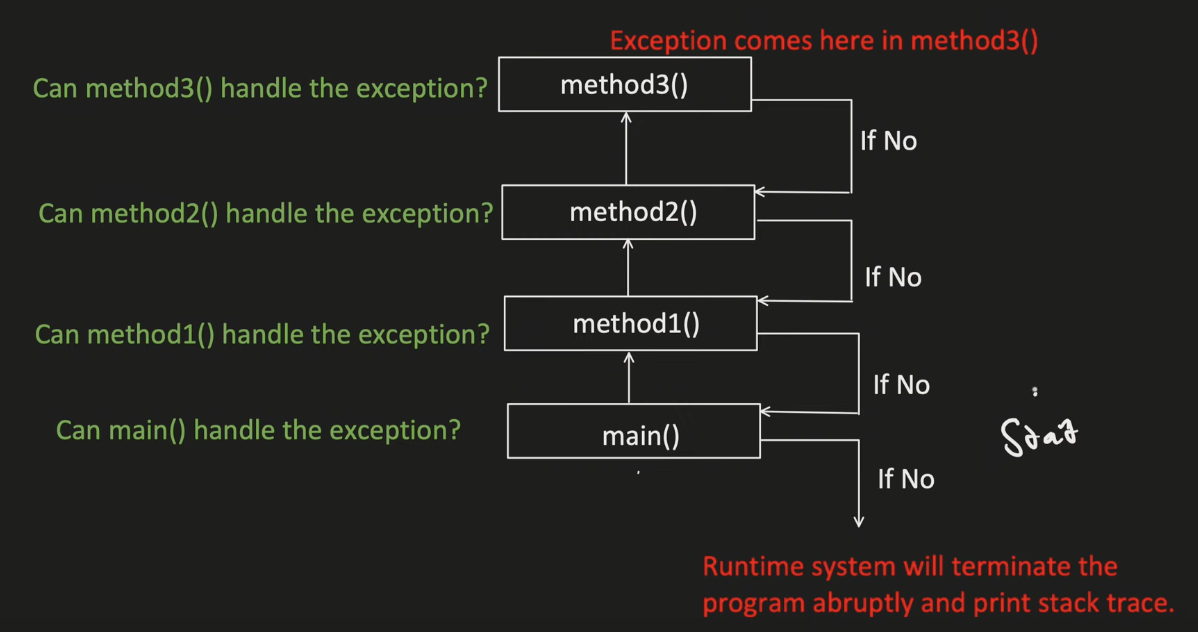 Exception comes here in method3()
Can method3() handle the exception?
method3()
If No
Can method2() handle the exception?
method2()
If No
Can method1() handle the exception?
method1()
If No
Can main() handle the exception?
main()
If No
Runtime system will terminate the
program abruptly and print stack trace.